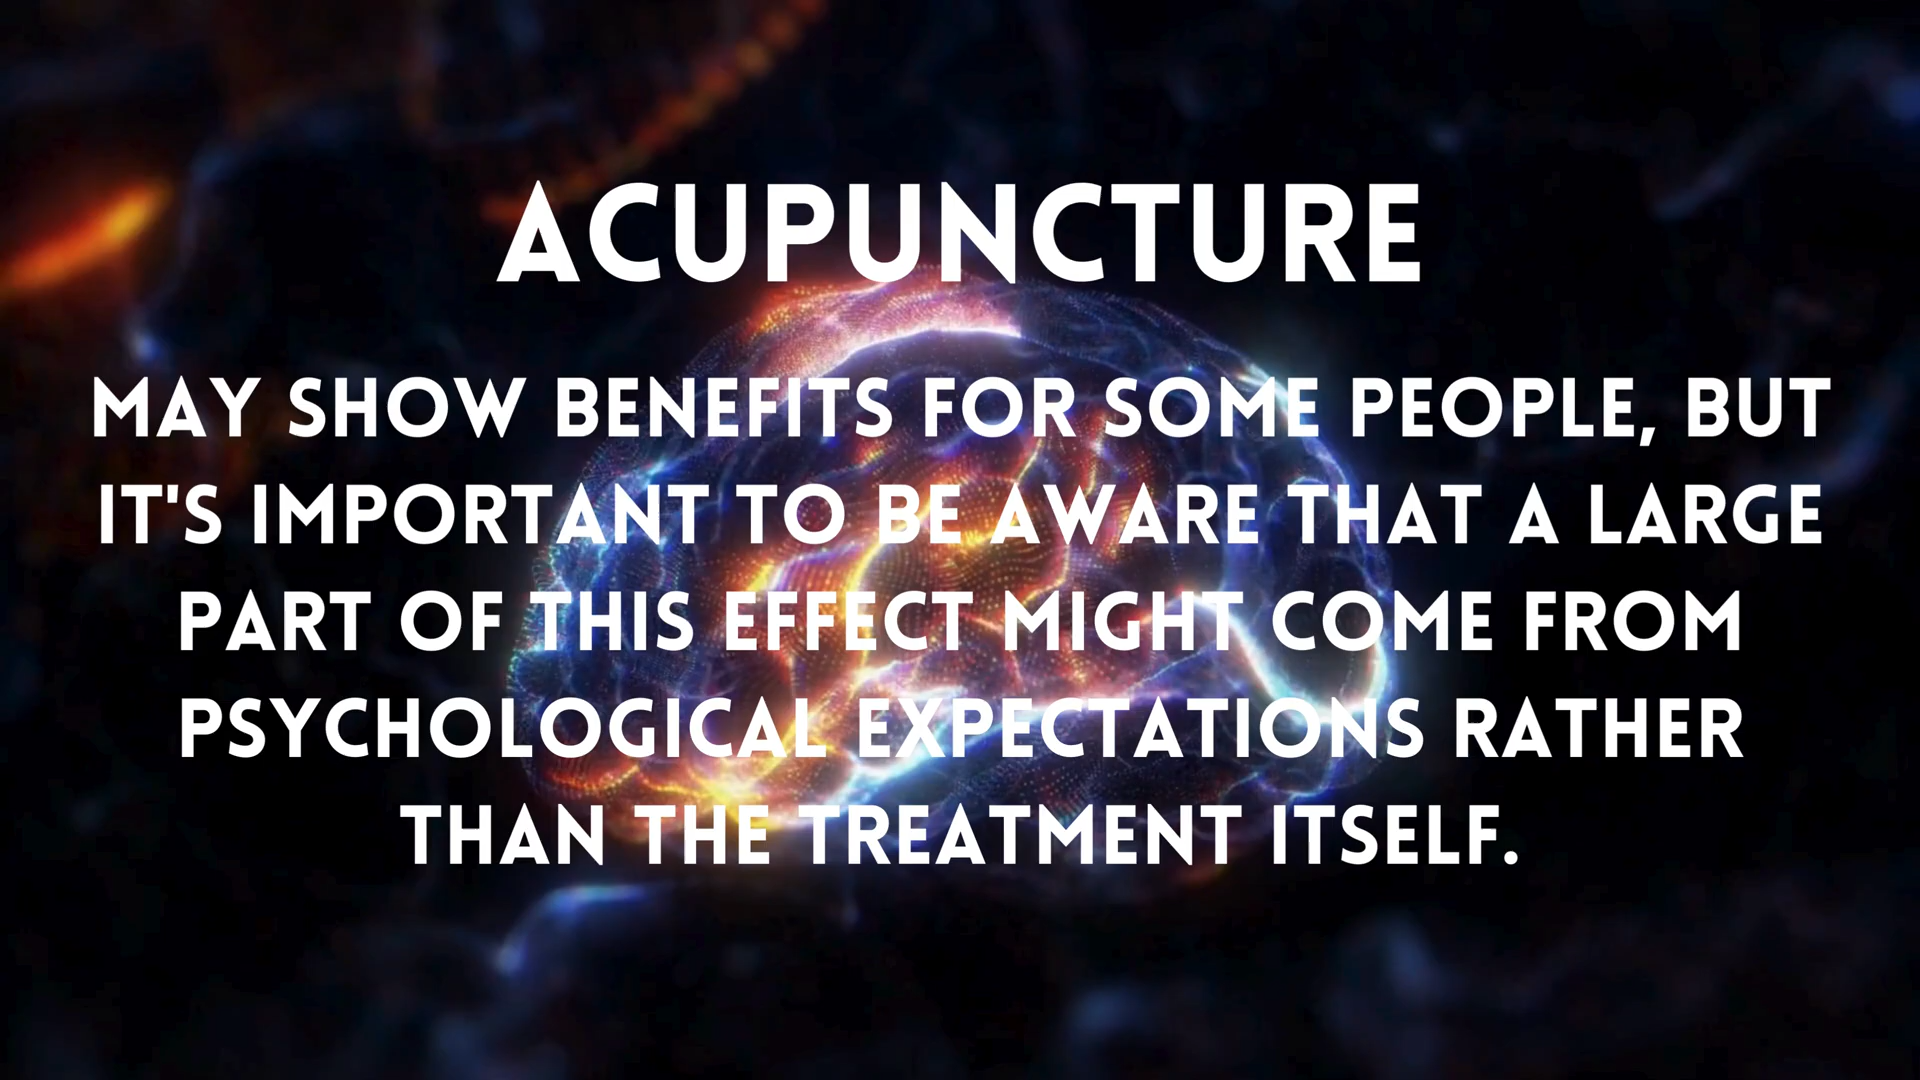 ACUPUNCTURE
MAY SHOW BENEFITS FOR SOME PEOPLE, BUT
IT'S IMPORTANT TO BE AWARE THAT A LARGE
PART OF THIS EFFECT MIGHT COME FROM
PSYCHOLOGICAL EXPECTATIONS RATHER
THAN THE TREATMENT ITSELF.